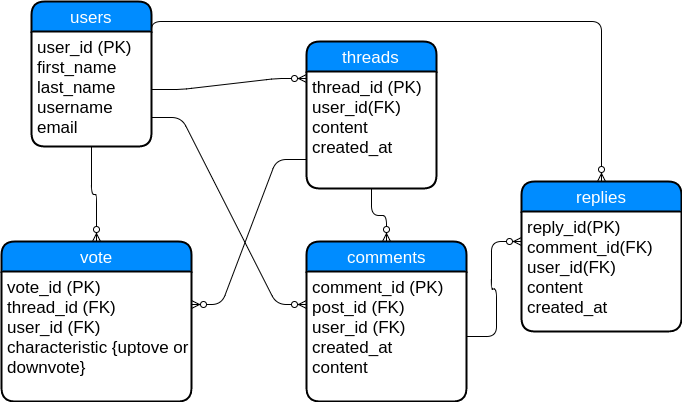 users
user_id (PK)
first_name
last_name
username
email
threads
thread_id (PK)
user_id(FK)
content
created_at
replies
reply_id(PK)
comment_id(FK)
user_id(FK)
content
created_at
vote
vote_id (PK)
thread_id (FK)
user_id (FK)
characteristic {uptove or
downvote}
comments
comment_id (PK)
post_id (FK)
user_id (FK)
created_at
content